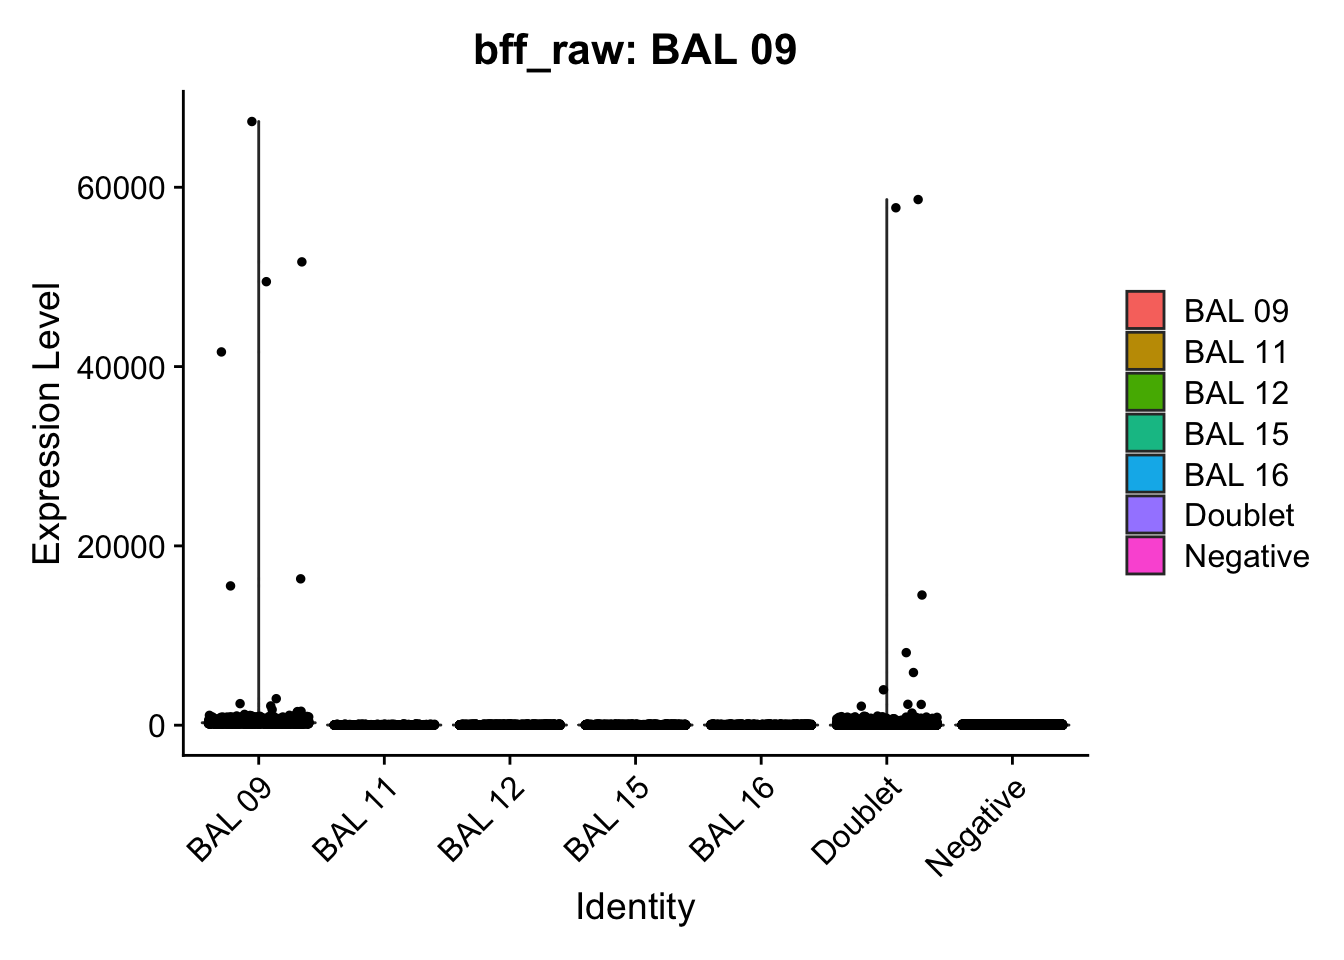 bff_raw: BAL 09
Expression Level
60000
40000
20000
0
BAL 09
BAL 11
BAL 12
BAL 15
BAL 16
Doublet
Negative
Identity
BAL 09
BAL 11
BAL 12
BAL 15
BAL 16
Doublet
Negative